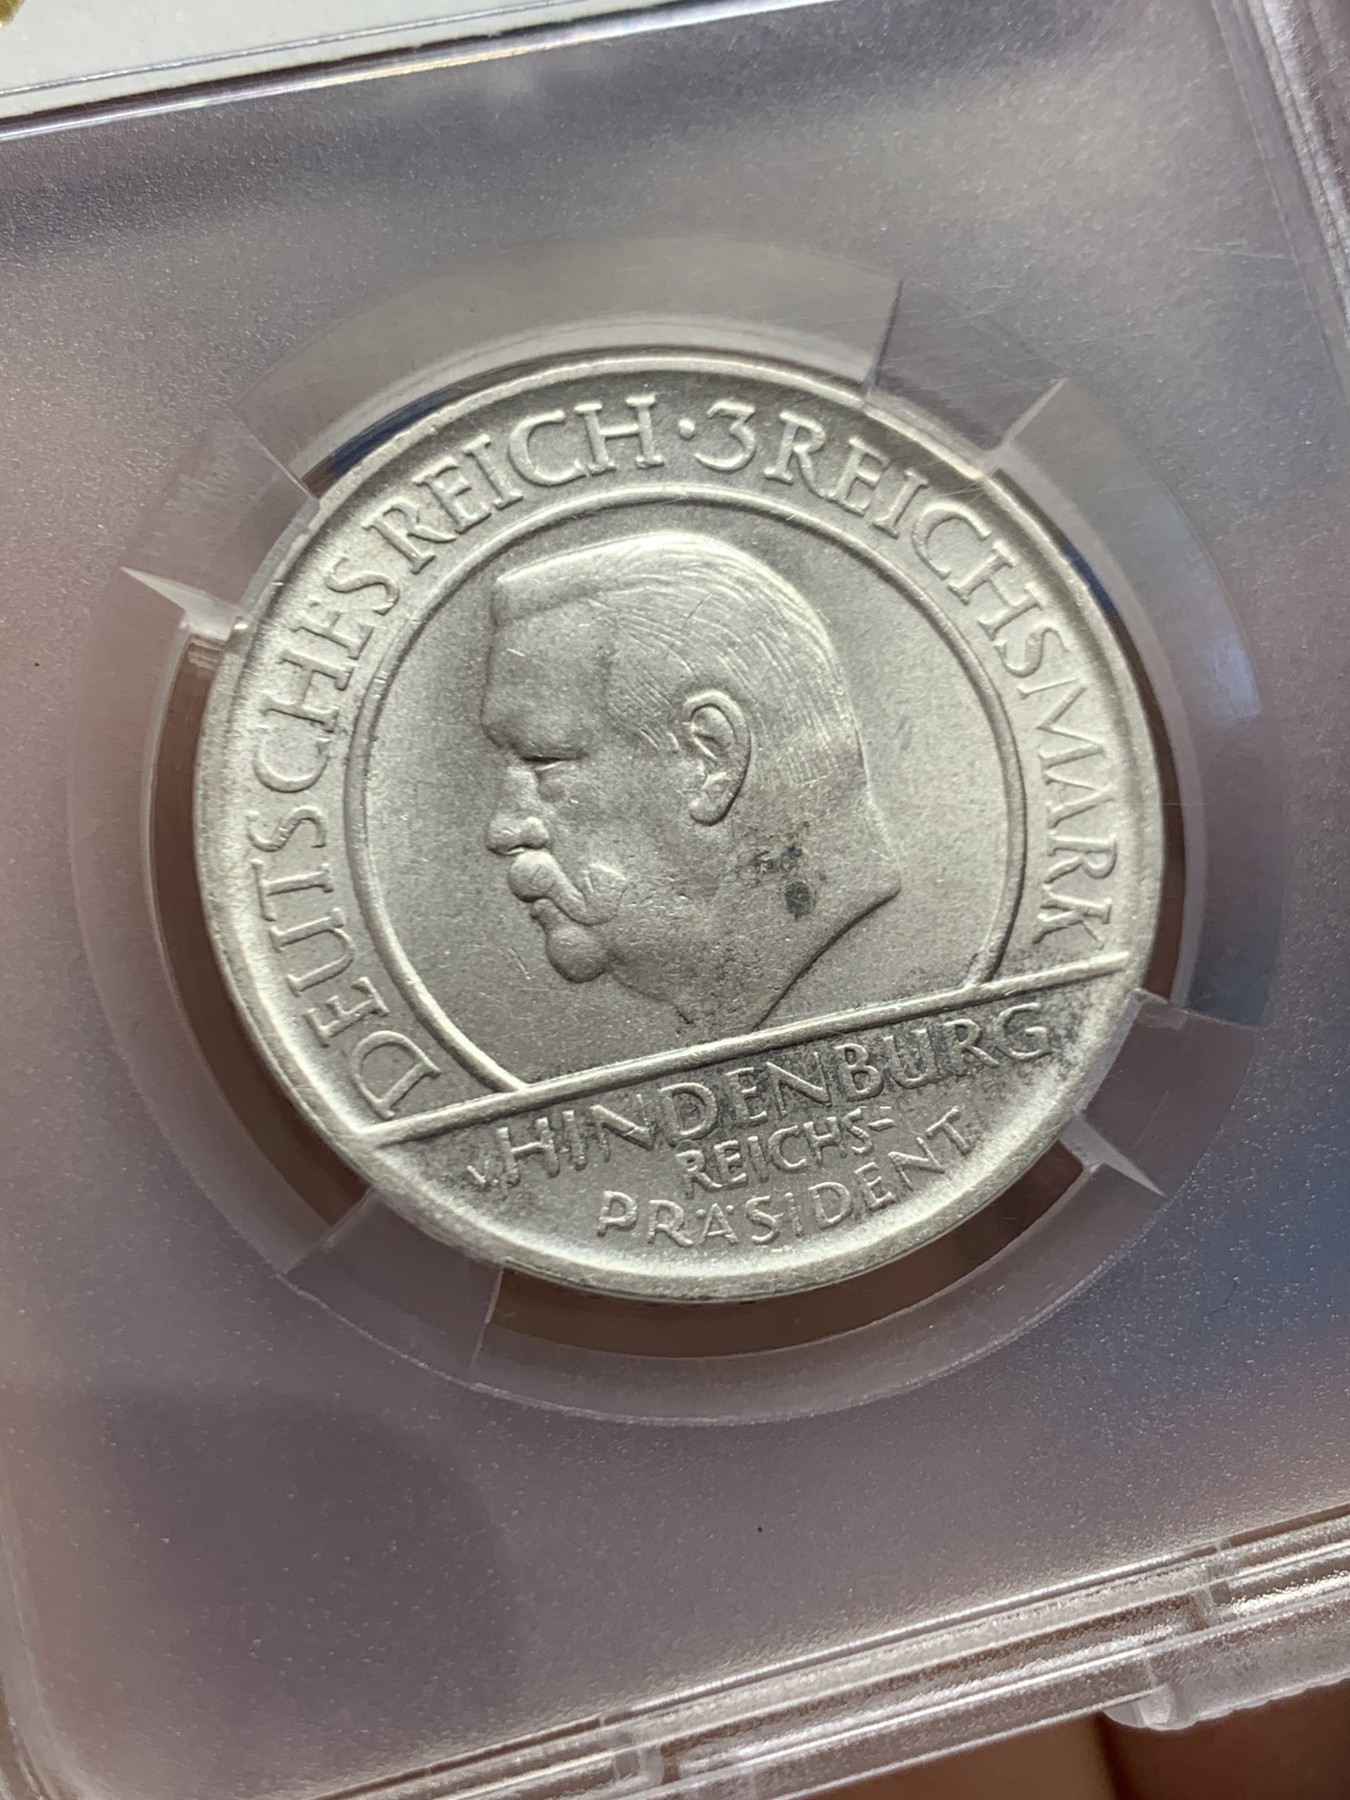 DEUTSCHES REICH · 3 REICHSMARK
v. HINDENBURG
REICHS-
PRÄSIDENT